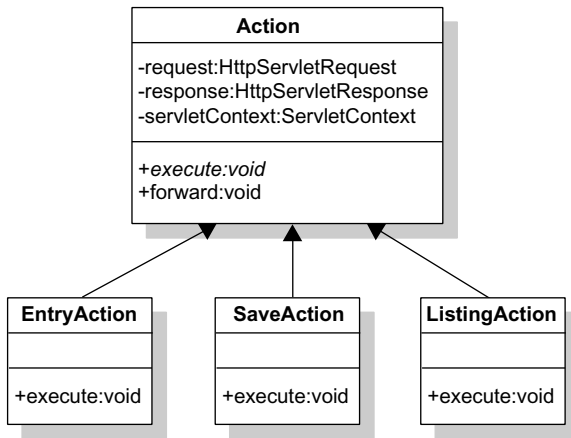 Action
-request:HttpServletRequest
-response:HttpServletResponse
-servletContext:ServletContext
+execute:void
+forward:void
EntryAction
+execute:void
SaveAction
+execute:void
ListingAction
+execute:void